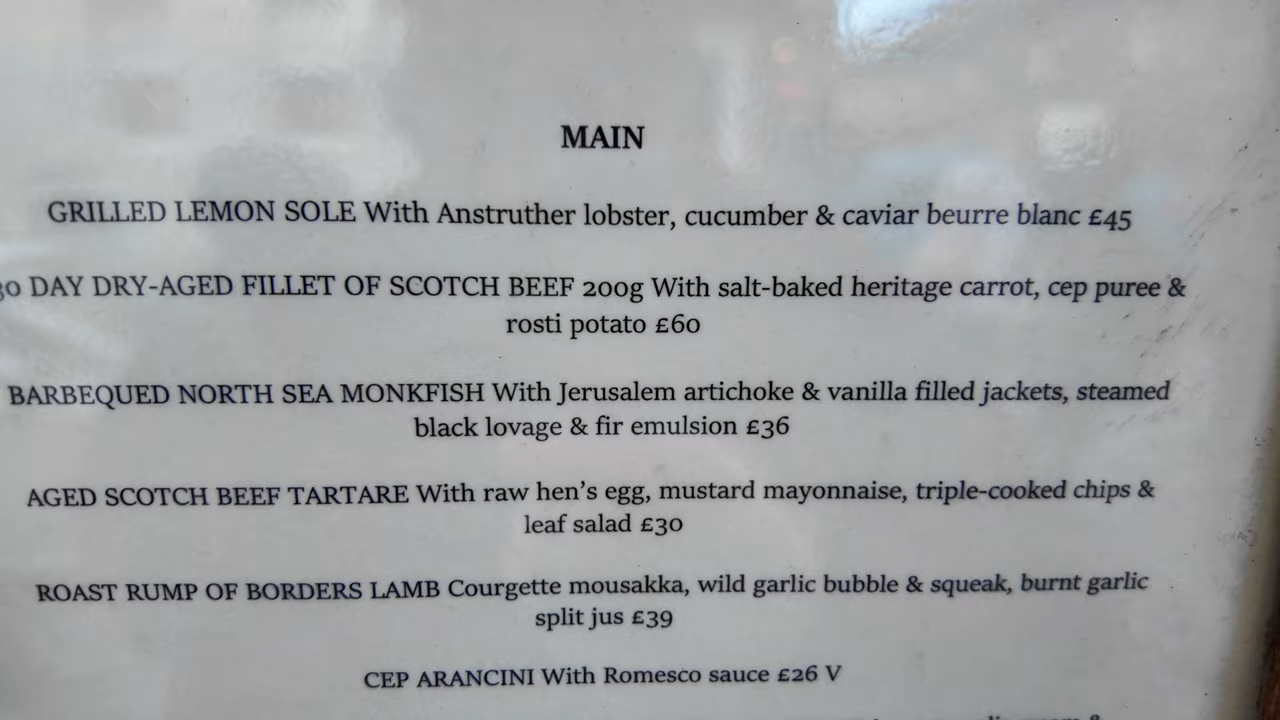 MAIN
GRILLED LEMON SOLE With Anstruther lobster, cucumber & caviar beurre blanc £45
30 DAY DRY-AGED FILLET OF SCOTCH BEEF 200g With salt-baked heritage carrot, cep puree &
rosti potato £60
BARBEQUED NORTH SEA MONKFISH With Jerusalem artichoke & vanilla filled jackets, steamed
black lovage & fir emulsion £36
AGED SCOTCH BEEF TARTARE With raw hen's egg, mustard mayonnaise, triple-cooked chips &
leaf salad £30
ROAST RUMP OF BORDERS LAMB Courgette mousakka, wild garlic bubble & squeak, burnt garlic
split jus £39
CEP ARANCINI With Romesco sauce £26 V